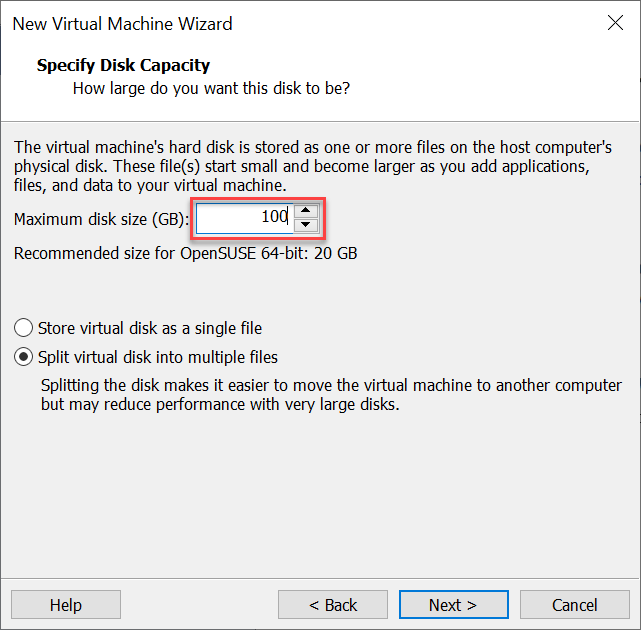 New Virtual Machine Wizard
Specify Disk Capacity
How large do you want this disk to be?
The virtual machine's hard disk is stored as one or more files on the host computer's
physical disk. These file(s) start small and become larger as you add applications,
files, and data to your virtual machine.
Maximum disk size (GB): 100
Recommended size for OpenSUSE 64-bit: 20 GB
Store virtual disk as a single file
Split virtual disk into multiple files
Splitting the disk makes it easier to move the virtual machine to another computer
but may reduce performance with very large disks.
Help < Back Next > Cancel